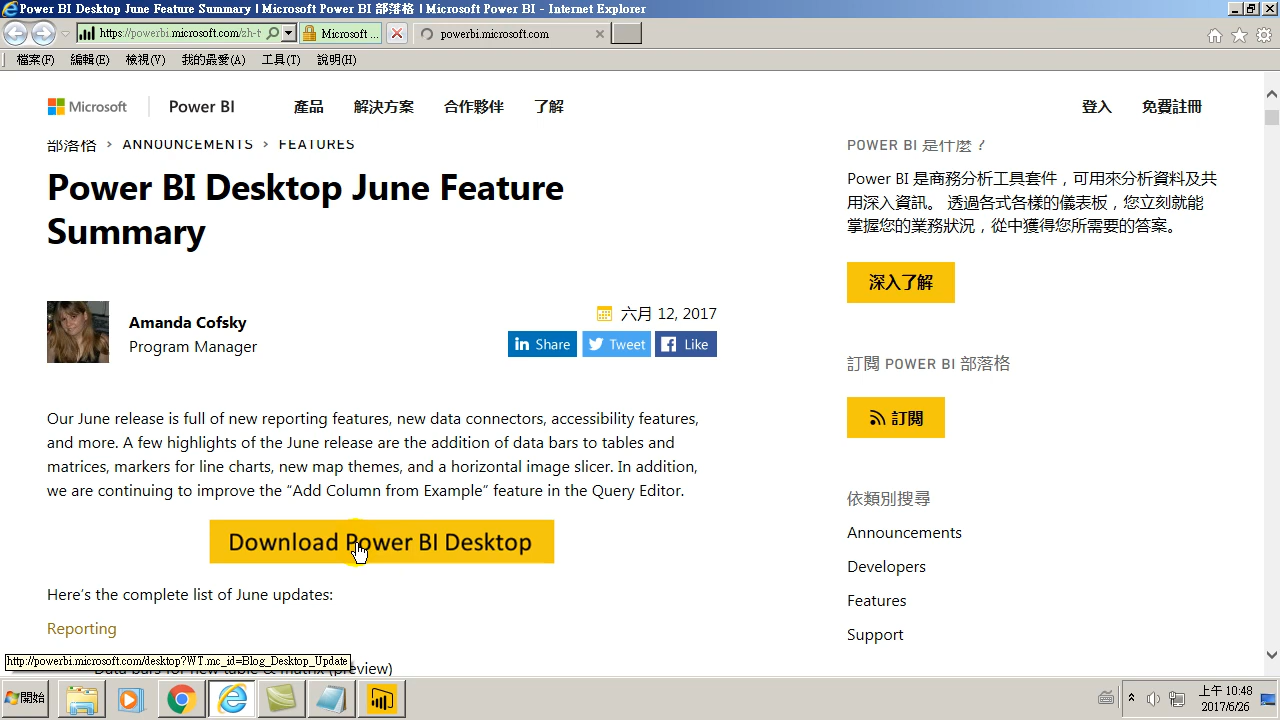 Power BI Desktop June Feature Summary | Microsoft Power BI 部落格 | Microsoft Power BI - Internet Explorer
https://powerbi.microsoft.com/zh-t
Microsoft ...
powerbi.microsoft.com
檔案(F) 編輯(E) 檢視(V) 我的最愛(A) 工具(T) 說明(H)
Microsoft Power BI 產品 解決方案 合作夥伴 了解 登入 免費註冊
部落格 > ANNOUNCEMENTS > FEATURES
Power BI Desktop June Feature
Summary
Amanda Cofsky
Program Manager
六月 12, 2017
Share Tweet Like
Our June release is full of new reporting features, new data connectors, accessibility features,
and more. A few highlights of the June release are the addition of data bars to tables and
matrices, markers for line charts, new map themes, and a horizontal image slicer. In addition,
we are continuing to improve the “Add Column from Example” feature in the Query Editor.
Download Power BI Desktop
Here’s the complete list of June updates:
Reporting
Data bars for new table & matrix (preview)
http://powerbi.microsoft.com/desktop?WT.mc_id=Blog_Desktop_Update
POWER BI 是什麼？
Power BI 是商務分析工具套件，可用來分析資料及共
用深入資訊。 透過各式各樣的儀表板，您立刻就能
掌握您的業務狀況，從中獲得您所需要的答案。
深入了解
訂閱 POWER BI 部落格
訂閱
依類別搜尋
Announcements
Developers
Features
Support
開始
上午 10:48
2017/6/26